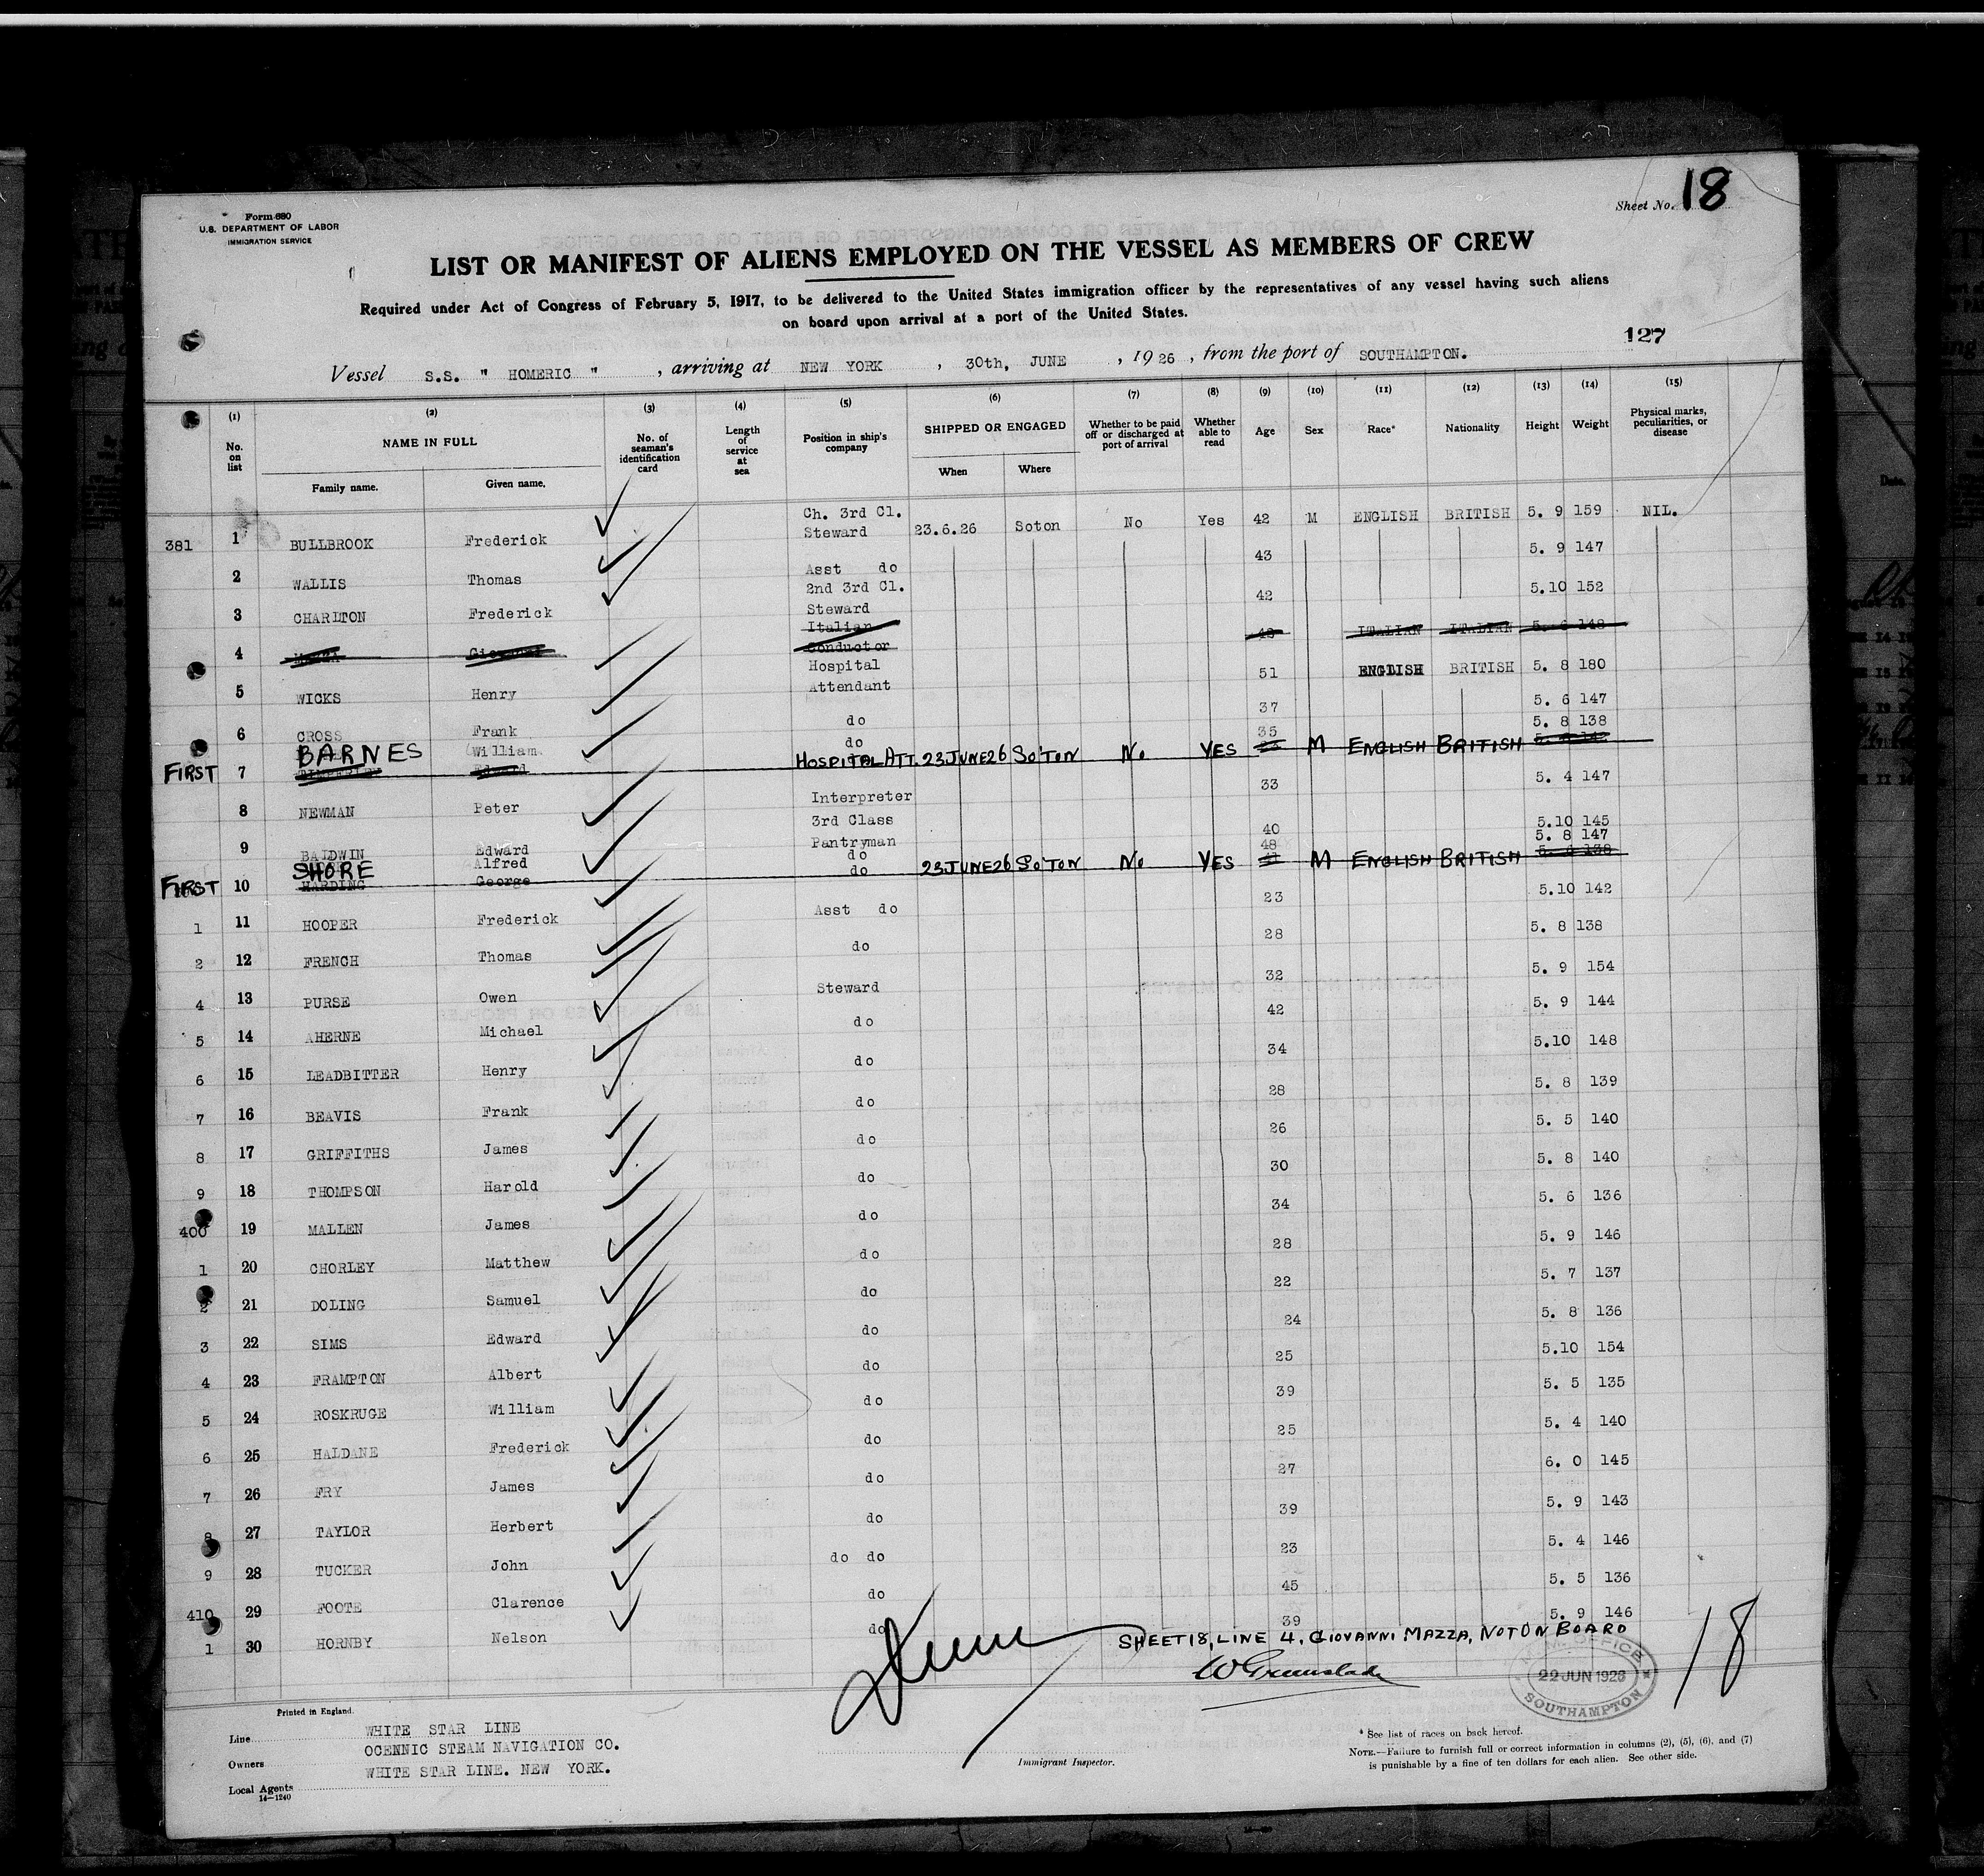 Form 680
U.S. DEPARTMENT OF LABOR
IMMIGRATION SERVICE
Sheet No. 18
LIST OR MANIFEST OF ALIENS EMPLOYED ON THE VESSEL AS MEMBERS OF CREW
Required under Act of Congress of February 5, 1917, to be delivered to the United States immigration officer by the representatives of any vessel having such aliens
on board upon arrival at a port of the United States.
127
Vessel S.S. " HOMERIC " , arriving at NEW YORK , 30th, JUNE , 1926 , from the port of SOUTHAMPTON.
(1) (2) (3) (4) (5) (6) (7) (8) (9) (10) (11) (12) (13) (14) (15)
No. on list NAME IN FULL Family name. Given name. No. of seaman's identification card Length of service at sea Position in ship's company SHIPPED OR ENGAGED When Where Whether to be paid off or discharged at port of arrival Whether able to read Age Sex Race* Nationality Height Weight Physical marks, peculiarities, or disease
381 1 BULLBROOK Frederick Ch. 3rd Cl. Steward 23.6.26 Soton No Yes 42 M ENGLISH BRITISH 5. 9 159 NIL.
2 WALLIS Thomas Asst do 43 5. 9 147
3 CHARLTON Frederick 2nd 3rd Cl. Steward 42 5.10 152
4 Italian Conductor ITALIAN ITALIAN 5. 6 148
5 WICKS Henry Hospital Attendant 51 ENGLISH BRITISH 5. 8 180
6 CROSS Frank do 37 5. 6 147
William do 35 5. 8 138
FIRST 7 BARNES Edward HOSPITAL ATT. 23 JUNE 26 SO'TON No YES M ENGLISH BRITISH
8 NEWMAN Peter Interpreter 33 5. 4 147
9 BALDWIN Edward 3rd Class Pantryman 40 5.10 145
Alfred do 48 5. 8 147
FIRST 10 SHORE HARDING George do 23 JUNE 26 SO'TON No YES M ENGLISH BRITISH 138
1 11 HOOPER Frederick Asst do 23 5.10 142
2 12 FRENCH Thomas do 28 5. 8 138
4 13 PURSE Owen Steward 32 5. 9 154
5 14 AHERNE Michael do 42 5. 9 144
6 15 LEADBITTER Henry do 34 5.10 148
7 16 BEAVIS Frank do 28 5. 8 139
8 17 GRIFFITHS James do 26 5. 5 140
9 18 THOMPSON Harold do 30 5. 8 140
400 19 MALLEN James do 34 5. 6 136
1 20 CHORLEY Matthew do 28 5. 9 146
2 21 DOLING Samuel do 22 5. 7 137
3 22 SIMS Edward do 24 5. 8 136
4 23 FRAMPTON Albert do 25 5.10 154
5 24 ROSKRUGE William do 39 5. 5 135
6 25 HALDANE Frederick do 25 5. 4 140
7 26 FRY James do 27 6. 0 145
8 27 TAYLOR Herbert do 39 5. 9 143
9 28 TUCKER John do do 23 5. 4 146
410 29 FOOTE Clarence do 45 5. 5 136
1 30 HORNBY Nelson do 39 5. 9 146
SHEET 18, LINE 4, GIOVANNI MAZZA, NOT ON BOARD
18
22 JUN 1926
SOUTHAMPTON
Printed in England.
Line WHITE STAR LINE
Owners OCENNIC STEAM NAVIGATION CO.
Local Agents WHITE STAR LINE. NEW YORK.
14—1240
Immigrant Inspector.
* See list of races on back hereof.
NOTE.—Failure to furnish full or correct information in columns (2), (5), (6), and (7)
is punishable by a fine of ten dollars for each alien. See other side.